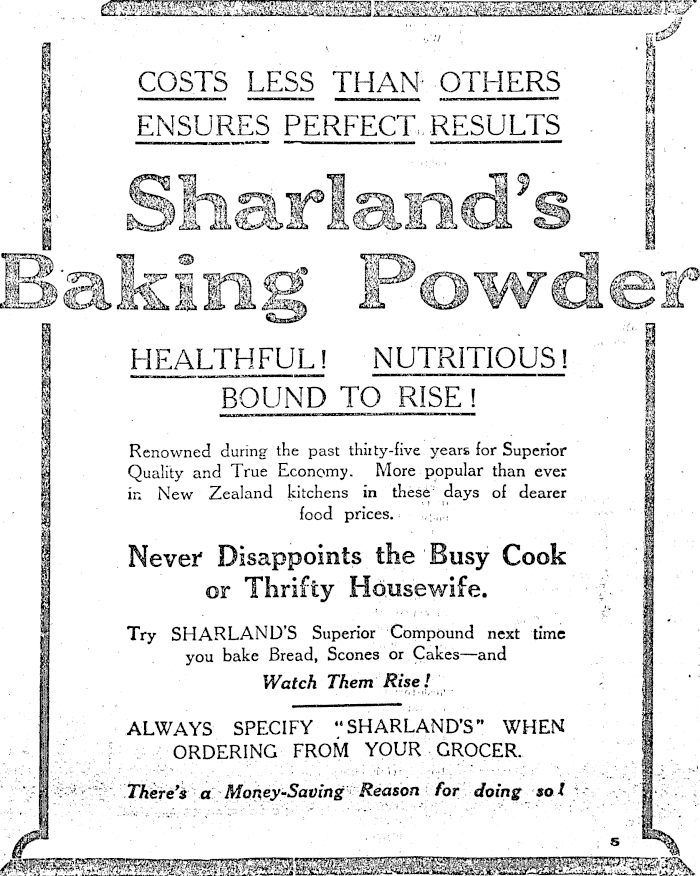 COSTS LESS THAN OTHERS
ENSURES PERFECT RESULTS
Sharland's
Baking Powder
HEALTHFUL! NUTRITIOUS!
BOUND TO RISE!
Renowned during the past thirty-five years for Superior
Quality and True Economy. More popular than ever
in New Zealand kitchens in these days of dearer
food prices.
Never Disappoints the Busy Cook
or Thrifty Housewife.
Try SHARLAND'S Superior Compound next time
you bake Bread, Scones or Cakes—and
Watch Them Rise!
ALWAYS SPECIFY "SHARLAND'S" WHEN
ORDERING FROM YOUR GROCER.
There's a Money-Saving Reason for doing so!
5